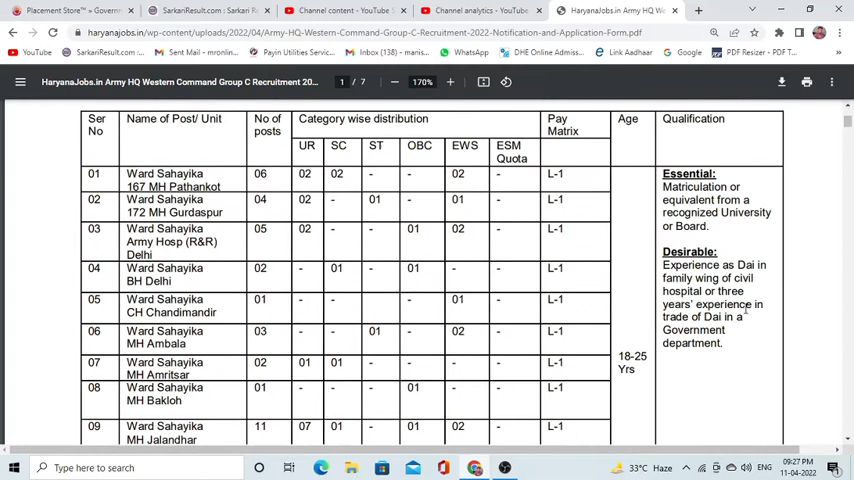 Placement Store™ » Governm
SarkariResult.com : Sarkari R
Channel content - YouTube S
Channel analytics - YouTube
HaryanaJobs.in Army HQ W
haryanajobs.in/wp-content/uploads/2022/04/Army-HQ-Western-Command-Group-C-Recruitment-2022-Notification-and-Application-Form.pdf
YouTube
SarkariResult.com:...
Sent Mail - mronlin...
Payin Utilities Servic...
Inbox (138) - manis...
WhatsApp
DHE Online Admiss...
Link Aadhaar
Google
PDF Resizer - PDF T...
HaryanaJobs.in Army HQ Western Command Group C Recruitment 20...
1 / 7
170%
Ser No
Name of Post/ Unit
No of posts
Category wise distribution
Pay Matrix
Age
Qualification
UR SC ST OBC EWS ESM Quota
01 Ward Sahayika 167 MH Pathankot 06 02 02 - - 02 - L-1
02 Ward Sahayika 172 MH Gurdaspur 04 02 - 01 - 01 - L-1
03 Ward Sahayika Army Hosp (R&R) Delhi 05 02 - - 01 02 - L-1
04 Ward Sahayika BH Delhi 02 - 01 - 01 - - L-1
05 Ward Sahayika CH Chandimandir 01 - - - - 01 - L-1
06 Ward Sahayika MH Ambala 03 - - 01 - 02 - L-1
07 Ward Sahayika MH Amritsar 02 01 01 - - - - L-1
08 Ward Sahayika MH Bakloh 01 - - - 01 - - L-1
09 Ward Sahayika MH Jalandhar 11 07 01 - 01 02 - L-1
18-25
Yrs
Essential:
Matriculation or
equivalent from a
recognized University
or Board.
Desirable:
Experience as Dai in
family wing of civil
hospital or three
years' experience in
trade of Dai in a
Government
department.
Type here to search
33°C Haze
ENG
09:27 PM
11-04-2022
1